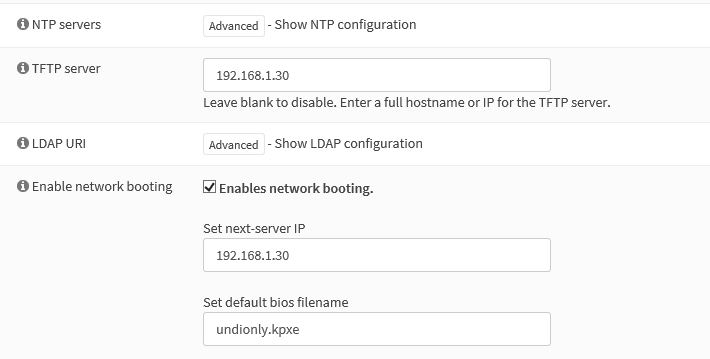 NTP servers Advanced - Show NTP configuration
TFTP server 192.168.1.30
Leave blank to disable. Enter a full hostname or IP for the TFTP server.
LDAP URI Advanced - Show LDAP configuration
Enable network booting Enables network booting.
Set next-server IP
192.168.1.30
Set default bios filename
undionly.kpxe